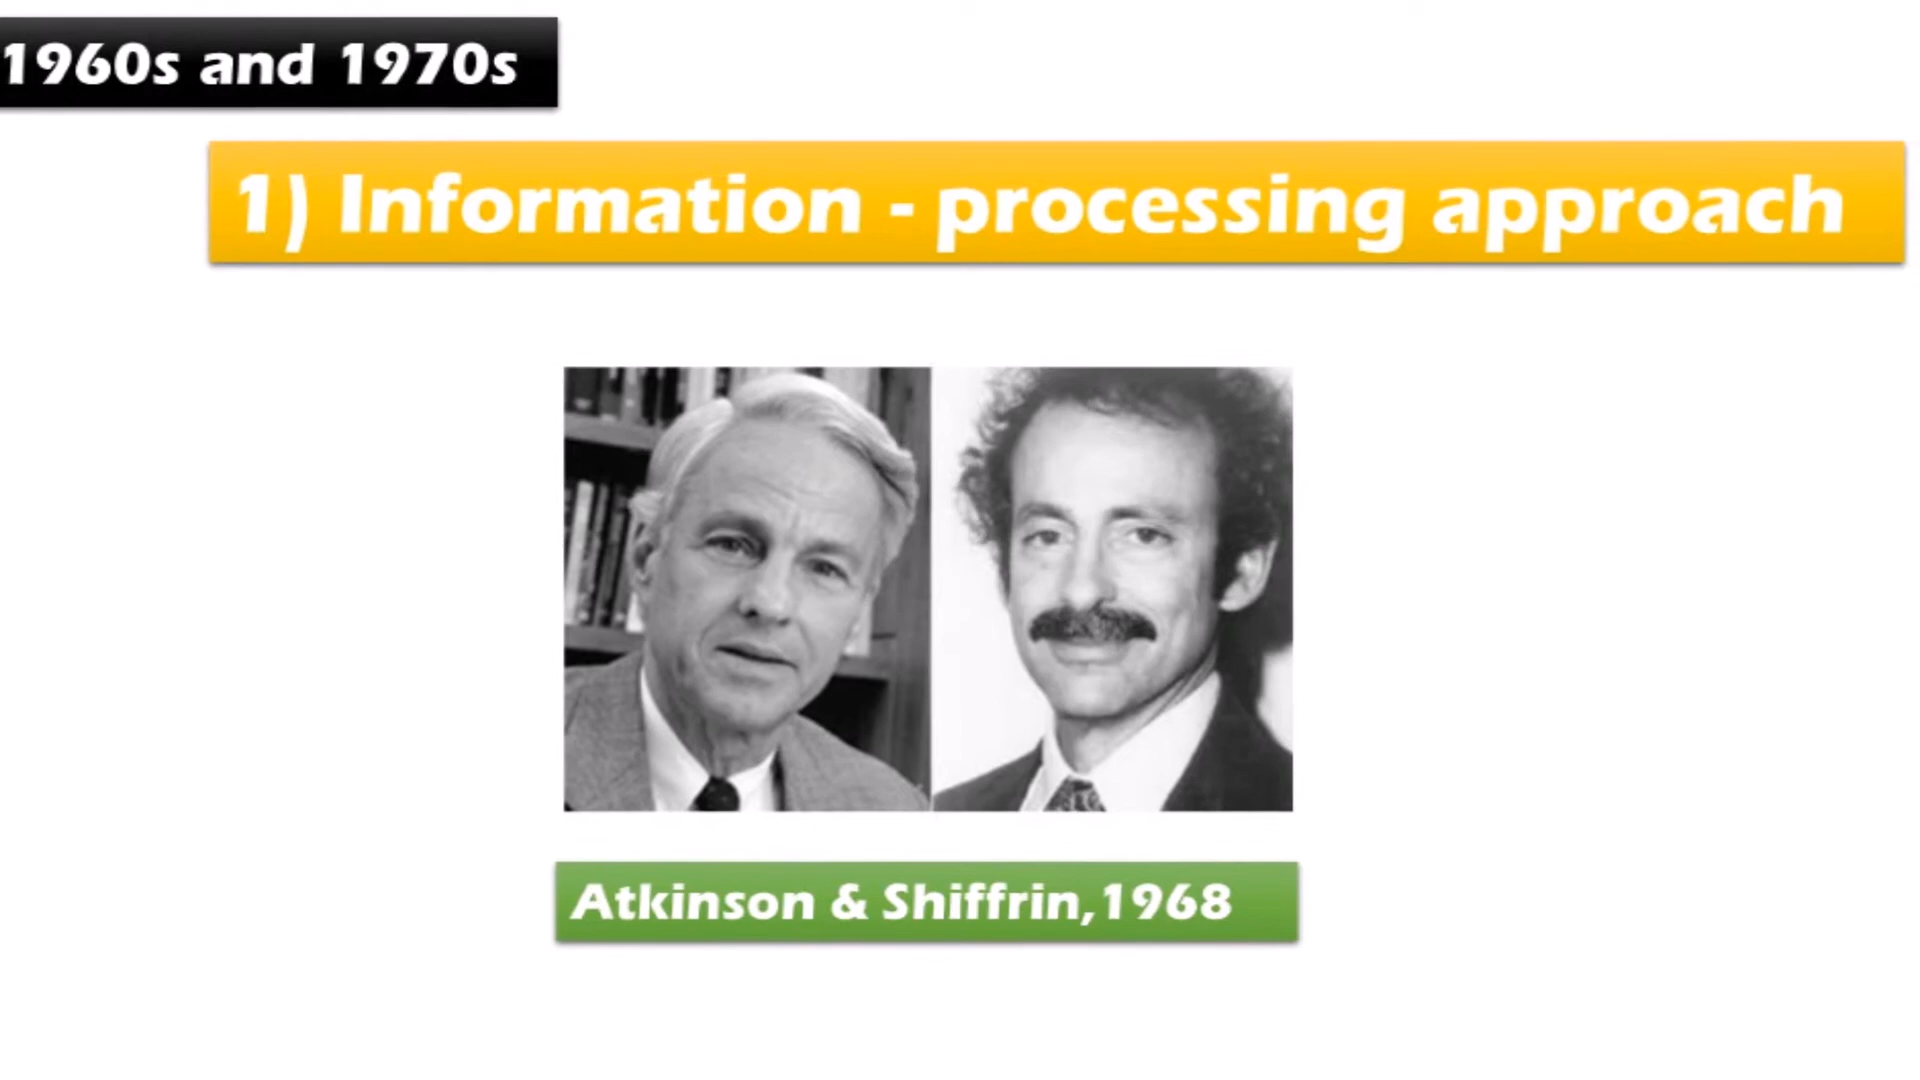 1960s and 1970s
1) Information - processing approach
Atkinson & Shiffrin,1968